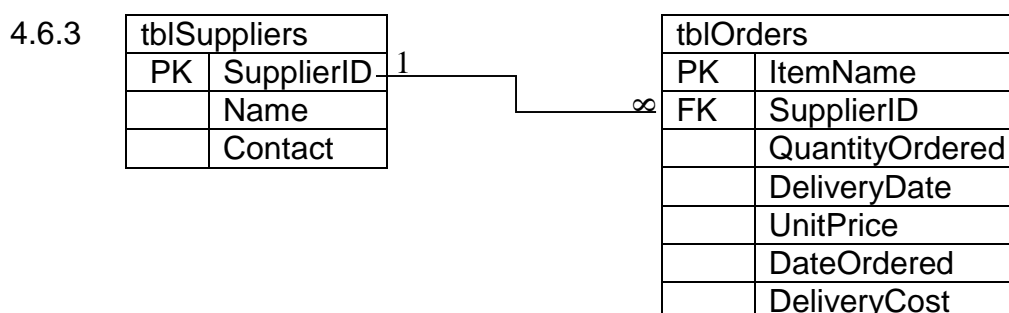 4.6.3
tblSuppliers
PK SupplierID
Name
Contact
1
∞
tblOrders
PK ItemName
FK SupplierID
QuantityOrdered
DeliveryDate
UnitPrice
DateOrdered
DeliveryCost